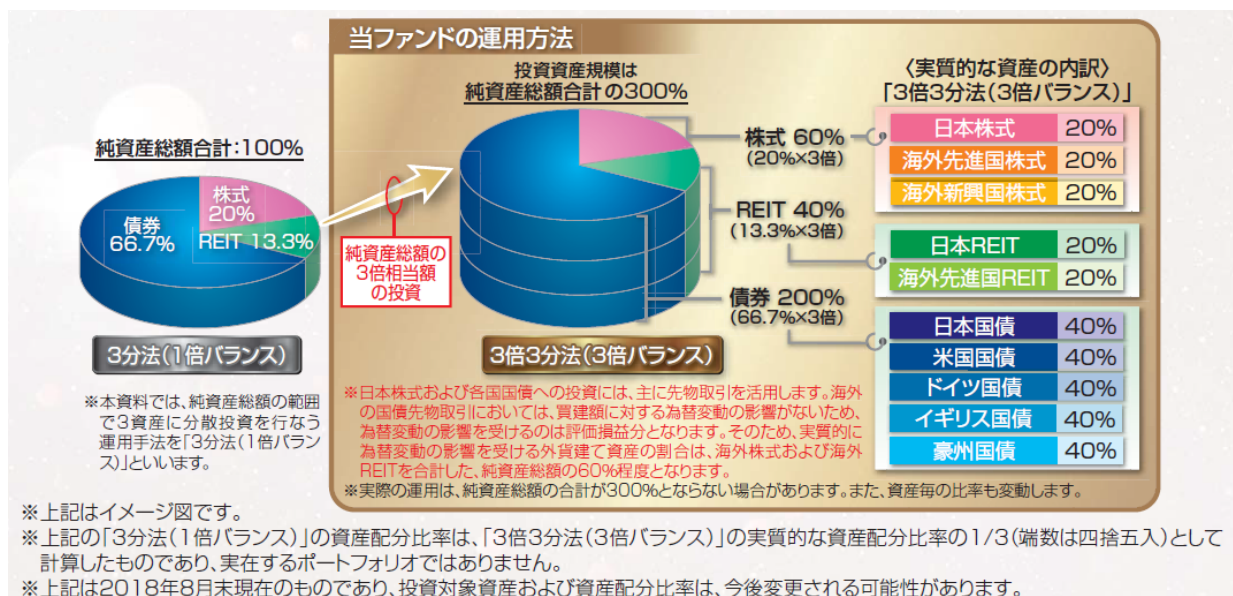 当ファンドの運用方法
純資産総額合計:100%
株式
20%
債券
66.7%
REIT 13.3%
3分法(1倍バランス)
※本資料では、純資産総額の範囲
で3資産に分散投資を行なう
運用手法を「3分法(1倍バラン
ス)」といいます。
純資産総額の
3倍相当額
の投資
投資資産規模は
純資産総額合計の300%
株式 60%
(20%×3倍)
REIT 40%
(13.3%×3倍)
債券 200%
(66.7%×3倍)
3倍3分法(3倍バランス)
〈実質的な資産の内訳〉
「3倍3分法(3倍バランス)」
日本株式 20%
海外先進国株式 20%
海外新興国株式 20%
日本REIT 20%
海外先進国REIT 20%
日本国債 40%
米国国債 40%
ドイツ国債 40%
イギリス国債 40%
豪州国債 40%
※日本株式および各国国債への投資には、主に先物取引を活用します。海外
の国債先物取引においては、買建額に対する為替変動の影響がないため、
為替変動の影響を受けるのは評価損益分となります。そのため、実質的に
為替変動の影響を受ける外貨建て資産の割合は、海外株式および海外
REITを合計した、純資産総額の60%程度となります。
※実際の運用は、純資産総額の合計が300%とならない場合があります。また、資産毎の比率も変動します。
※上記はイメージ図です。
※上記の「3分法(1倍バランス)」の資産配分比率は、「3倍3分法(3倍バランス)」の実質的な資産配分比率の1/3(端数は四捨五入)として
計算したものであり、実在するポートフォリオではありません。
※上記は2018年8月末現在のものであり、投資対象資産および資産配分比率は、今後変更される可能性があります。